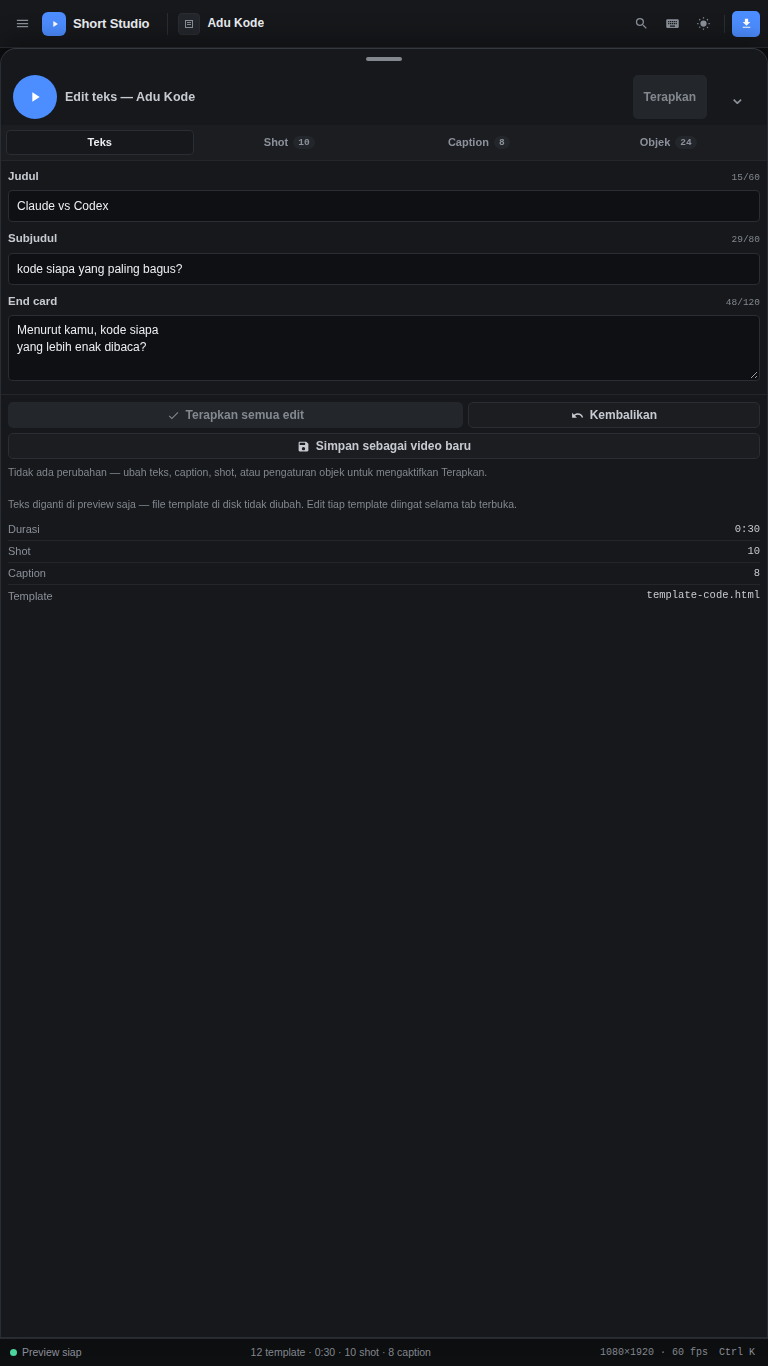 Short Studio
Adu Kode
Edit teks — Adu Kode
Terapkan
Teks
Shot 10
Caption 8
Objek 24
Judul
15/60
Claude vs Codex
Subjudul
29/80
kode siapa yang paling bagus?
End card
48/120
Menurut kamu, kode siapa
yang lebih enak dibaca?
Terapkan semua edit
Kembalikan
Simpan sebagai video baru
Tidak ada perubahan — ubah teks, caption, shot, atau pengaturan objek untuk mengaktifkan Terapkan.
Teks diganti di preview saja — file template di disk tidak diubah. Edit tiap template diingat selama tab terbuka.
Durasi 0:30
Shot 10
Caption 8
Template template-code.html
Preview siap
12 template · 0:30 · 10 shot · 8 caption
1080×1920 · 60 fps
Ctrl K